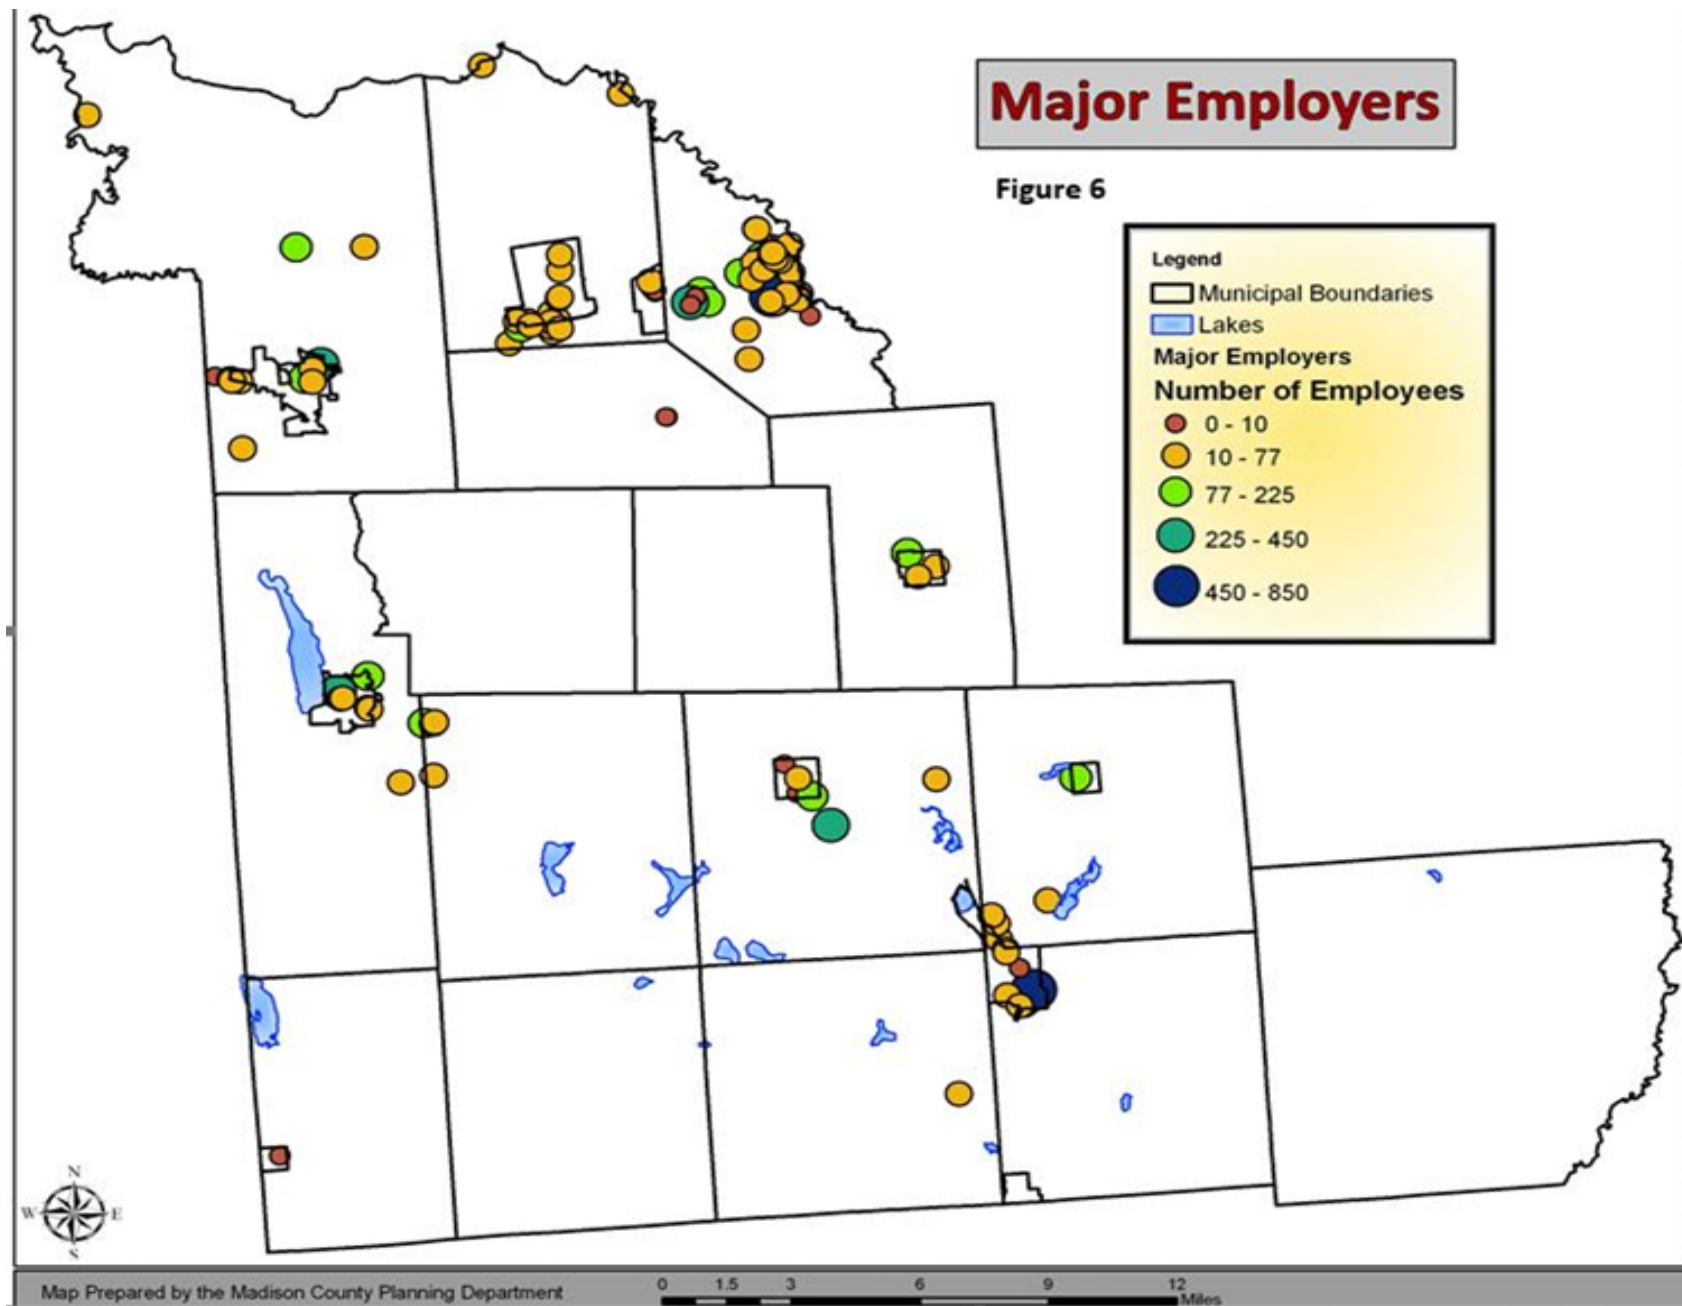 Major Employers
Figure 6
Legend
Municipal Boundaries
Lakes
Major Employers
Number of Employees
0 - 10
10 - 77
77 - 225
225 - 450
450 - 850
N
W E
S
Map Prepared by the Madison County Planning Department
0 1.5 3 6 9 12
Miles